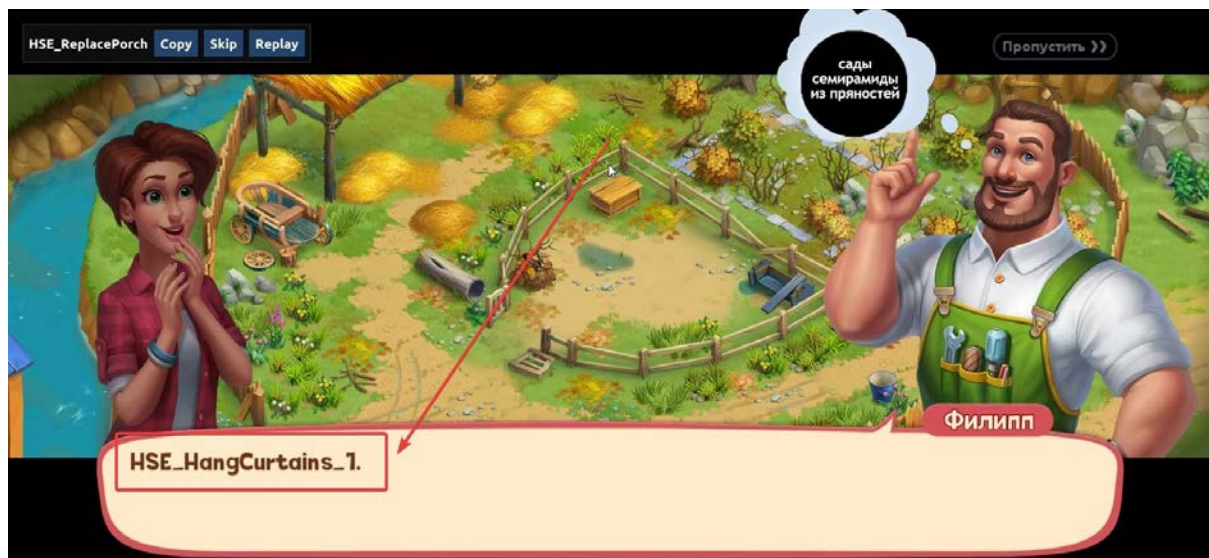 HSE_ReplacePorch Copy Skip Replay
Пропустить
сады
семирамиды
из пряностей
Филипп
HSE_HangCurtains_1.